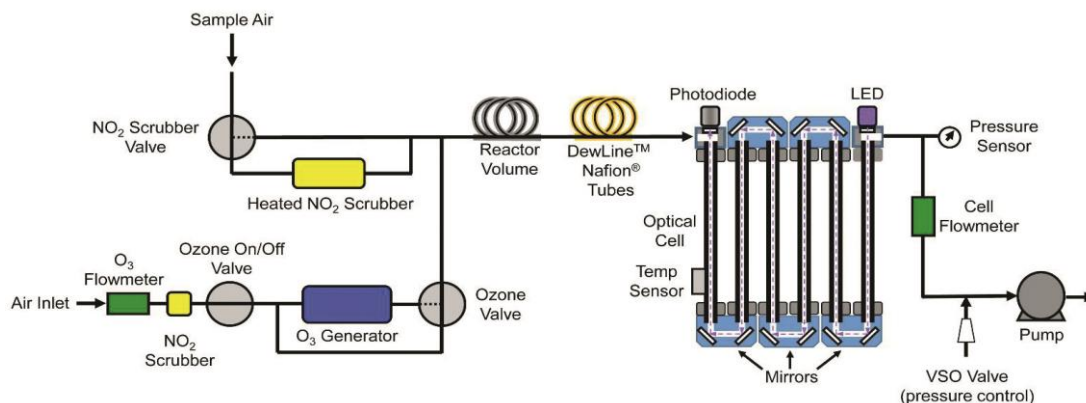 Sample Air
NO₂ Scrubber
Valve
Heated NO₂ Scrubber
Reactor
Volume
DewLine™
Nafion®
Tubes
Photodiode
LED
Pressure
Sensor
Optical
Cell
Cell
Flowmeter
Temp
Sensor
Ozone On/Off
Valve
O₃
Flowmeter
Air Inlet
NO₂
Scrubber
O₃ Generator
Ozone
Valve
Mirrors
Pump
VSO Valve
(pressure control)